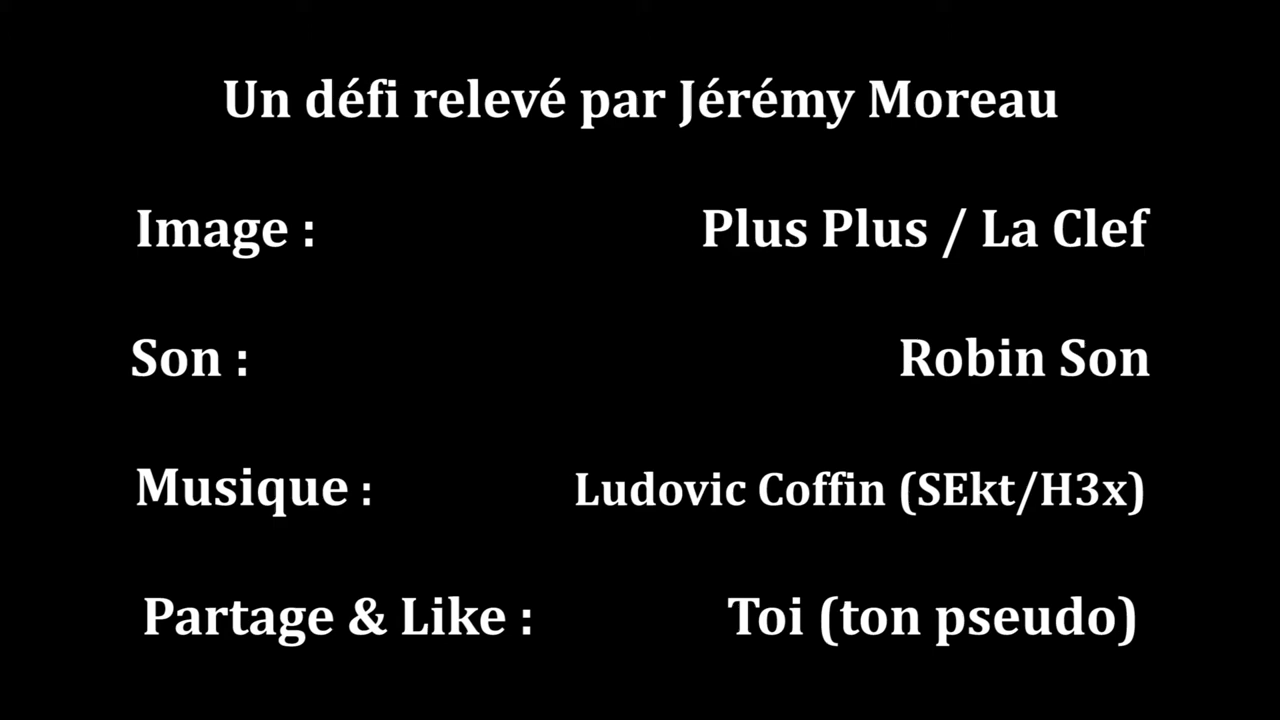 Un défi relevé par Jérémy Moreau
Image : Plus Plus / La Clef
Son : Robin Son
Musique : Ludovic Coffin (SEkt/H3x)
Partage & Like : Toi (ton pseudo)